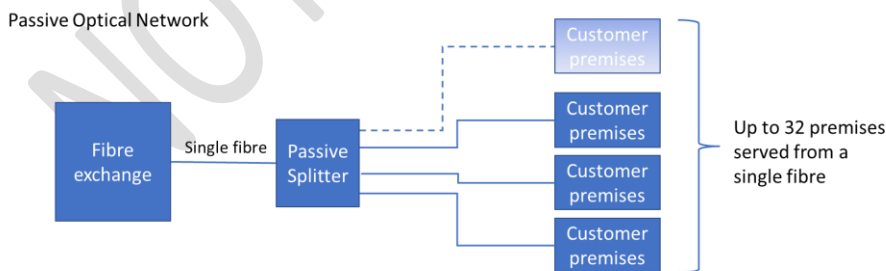 Passive Optical Network
Customer
premises
Fibre
exchange
Single fibre
Passive
Splitter
Customer
premises
Customer
premises
Customer
premises
Up to 32 premises
served from a
single fibre